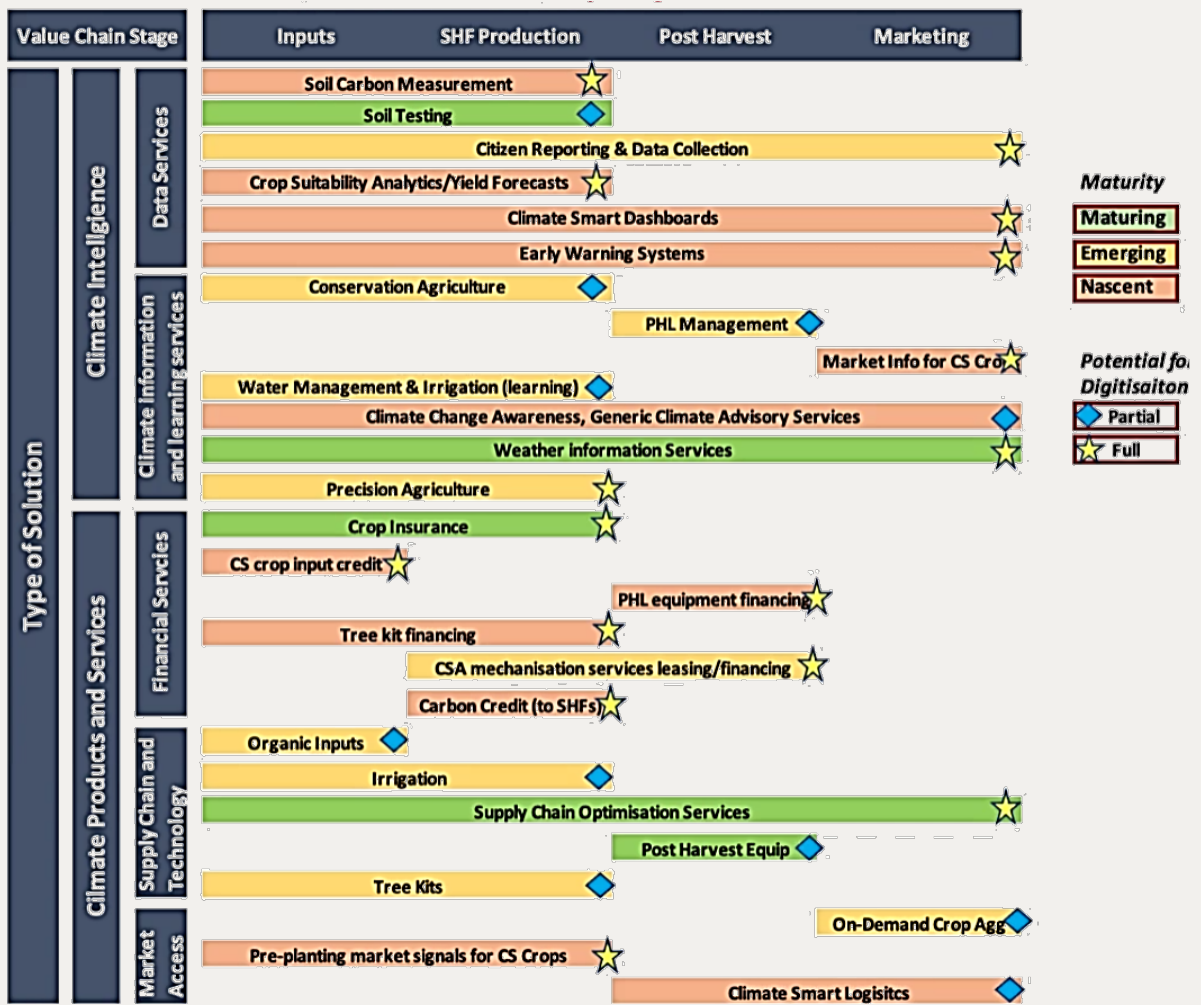 Value Chain Stage
Inputs
SHF Production
Post Harvest
Marketing
Type of Solution
Climate Intellgience
Data Services
Soil Carbon Measurement
Soil Testing
Citizen Reporting & Data Collection
Crop Suitability Analytics/Yield Forecasts
Climate Smart Dashboards
Early Warning Systems
Climate information
and learning services
Conservation Agriculture
PHL Management
Market Info for CS Cro
Water Management & Irrigation (learning)
Climate Change Awareness, Generic Climate Advisory Services
Weather information Services
Precision Agriculture
Cilmate Products and Services
Financial Servcies
Crop Insurance
CS crop input credit
PHL equipment financing
Tree kit financing
CSA mechanisation services leasing/financing
Carbon Credit (to SHFs)
Supply Chain and
Technology
Organic Inputs
Irrigation
Supply Chain Optimisation Services
Post Harvest Equip
Tree Kits
Market
Access
On-Demand Crop Agg
Pre-planting market signals for CS Crops
Climate Smart Logisitcs
Maturity
Maturing
Emerging
Nascent
Potential fo
Digitisaiton
Partial
Full